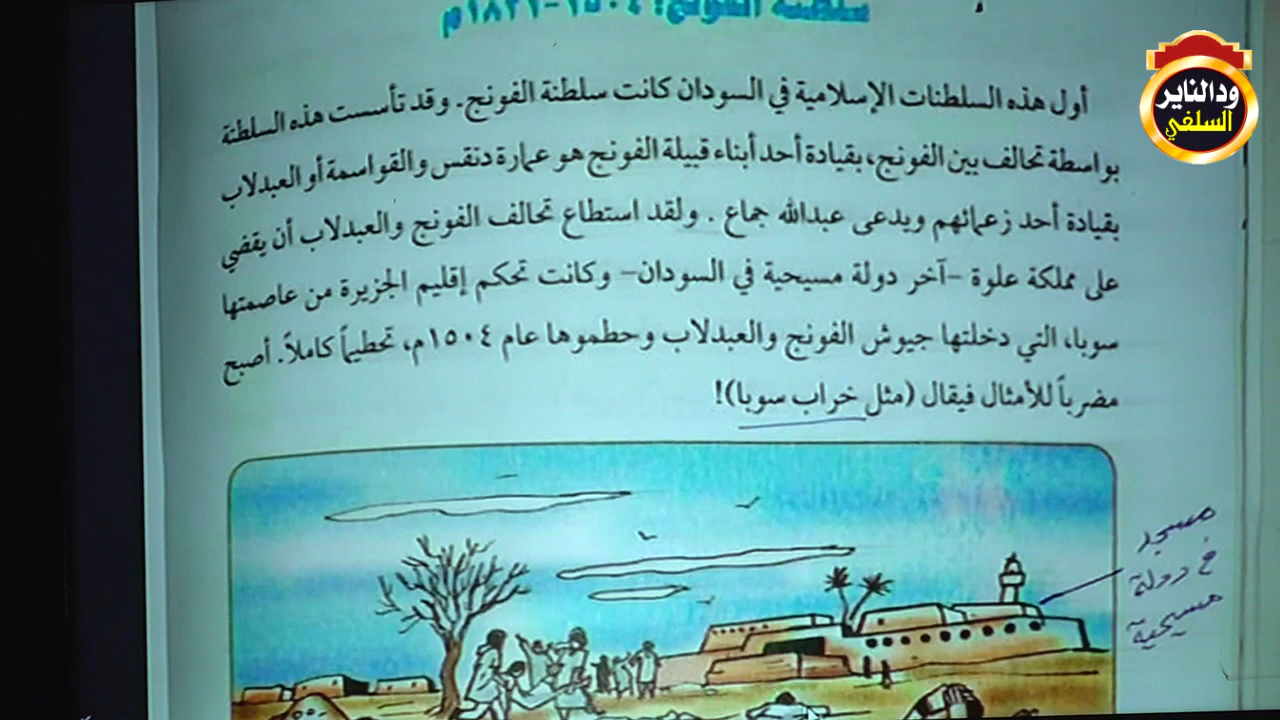 سلطنة الفونج: ١٥٠٤-١٨٢١م
أول هذه السلطنات الإسلامية في السودان كانت سلطنة الفونج. وقد تأسست هذه السلطنة
بواسطة تحالف بين الفونج، بقيادة أحد أبناء قبيلة الفونج هو عمارة دنقس والقواسمة أو العبدلاب
بقيادة أحد زعمائهم ويدعى عبدالله جماع . ولقد استطاع تحالف الفونج والعبدلاب أن يقضي
على مملكة علوة -آخر دولة مسيحية في السودان- وكانت تحكم إقليم الجزيرة من عاصمتها
سوبا، التي دخلتها جيوش الفونج والعبدلاب وحطموها عام ١٥٠٤م، تحطيماً كاملاً. أصبح
مضرباً للأمثال فيقال (مثل خراب سوبا)!
مسجد
في دولة
مسيحية
ودالناير
السلفي